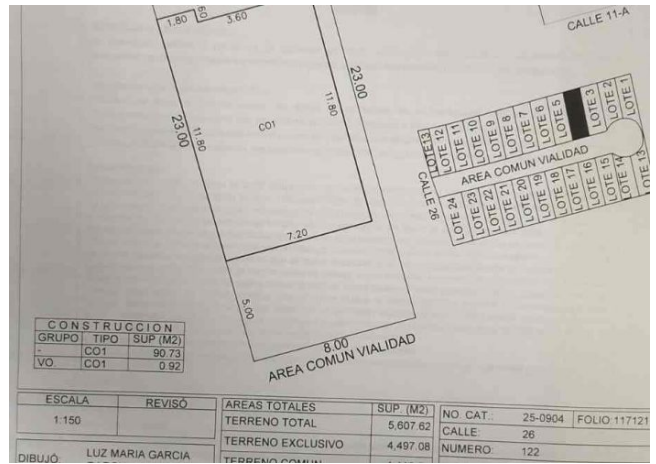 1.80
.60
3.60
23.00
11.80
CO1
11.80
23.00
7.20
5.00
8.00
AREA COMUN VIALIDAD
CALLE 11-A
LOTE 13
LOTE 12
LOTE 11
LOTE 10
LOTE 9
LOTE 8
LOTE 7
LOTE 6
LOTE 5
LOTE 3
LOTE 2
LOTE 1
AREA COMUN VIALIDAD
CALLE 26
LOTE 24
LOTE 23
LOTE 22
LOTE 21
LOTE 20
LOTE 19
LOTE 18
LOTE 17
LOTE 16
LOTE 15
LOTE 14
CONSTRUCCION
GRUPO TIPO SUP (M2)
- CO1 90.73
VO CO1 0.92
ESCALA REVISÓ
1:150
DIBUJÓ: LUZ MARIA GARCIA
AREAS TOTALES SUP. (M2)
TERRENO TOTAL 5,607.62
TERRENO EXCLUSIVO 4,497.08
TERRENO COMUN
NO. CAT.: 25-0904 FOLIO:117121
CALLE: 26
NUMERO: 122